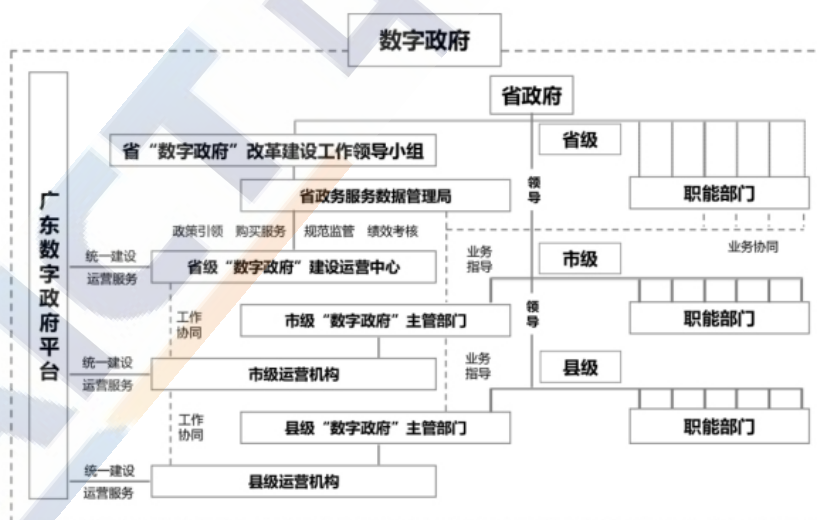 数字政府
省政府
省级
省“数字政府”改革建设工作领导小组
领导
职能部门
省政务服务数据管理局
政策引领 购买服务 规范监管 绩效考核
业务协同
广东数字政府平台
统一建设
运营服务
省级“数字政府”建设运营中心
业务
指导
市级
工作
协同
市级“数字政府”主管部门
领导
职能部门
统一建设
运营服务
市级运营机构
业务
指导
县级
工作
协同
县级“数字政府”主管部门
职能部门
统一建设
运营服务
县级运营机构